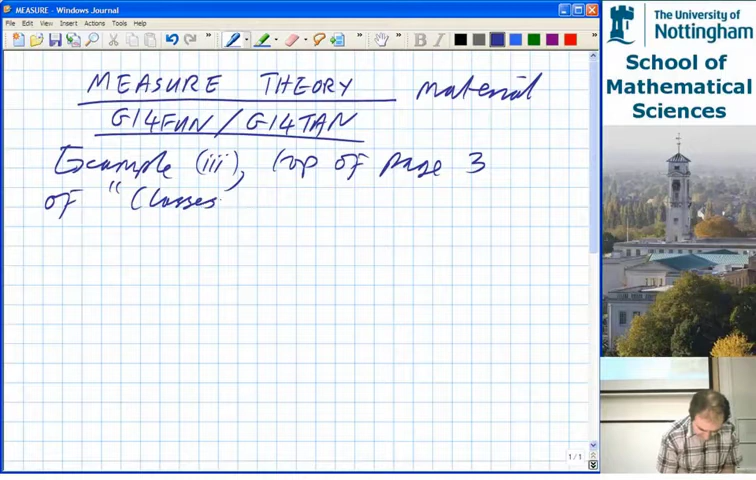 MEASURE - Windows Journal
File Edit View Insert Actions Tools Help
MEASURE THEORY material
G14FUN / G14TAN
Example (iii), top of page 3
of "Classes
1/1
The University of
Nottingham
School of
Mathematical
Sciences